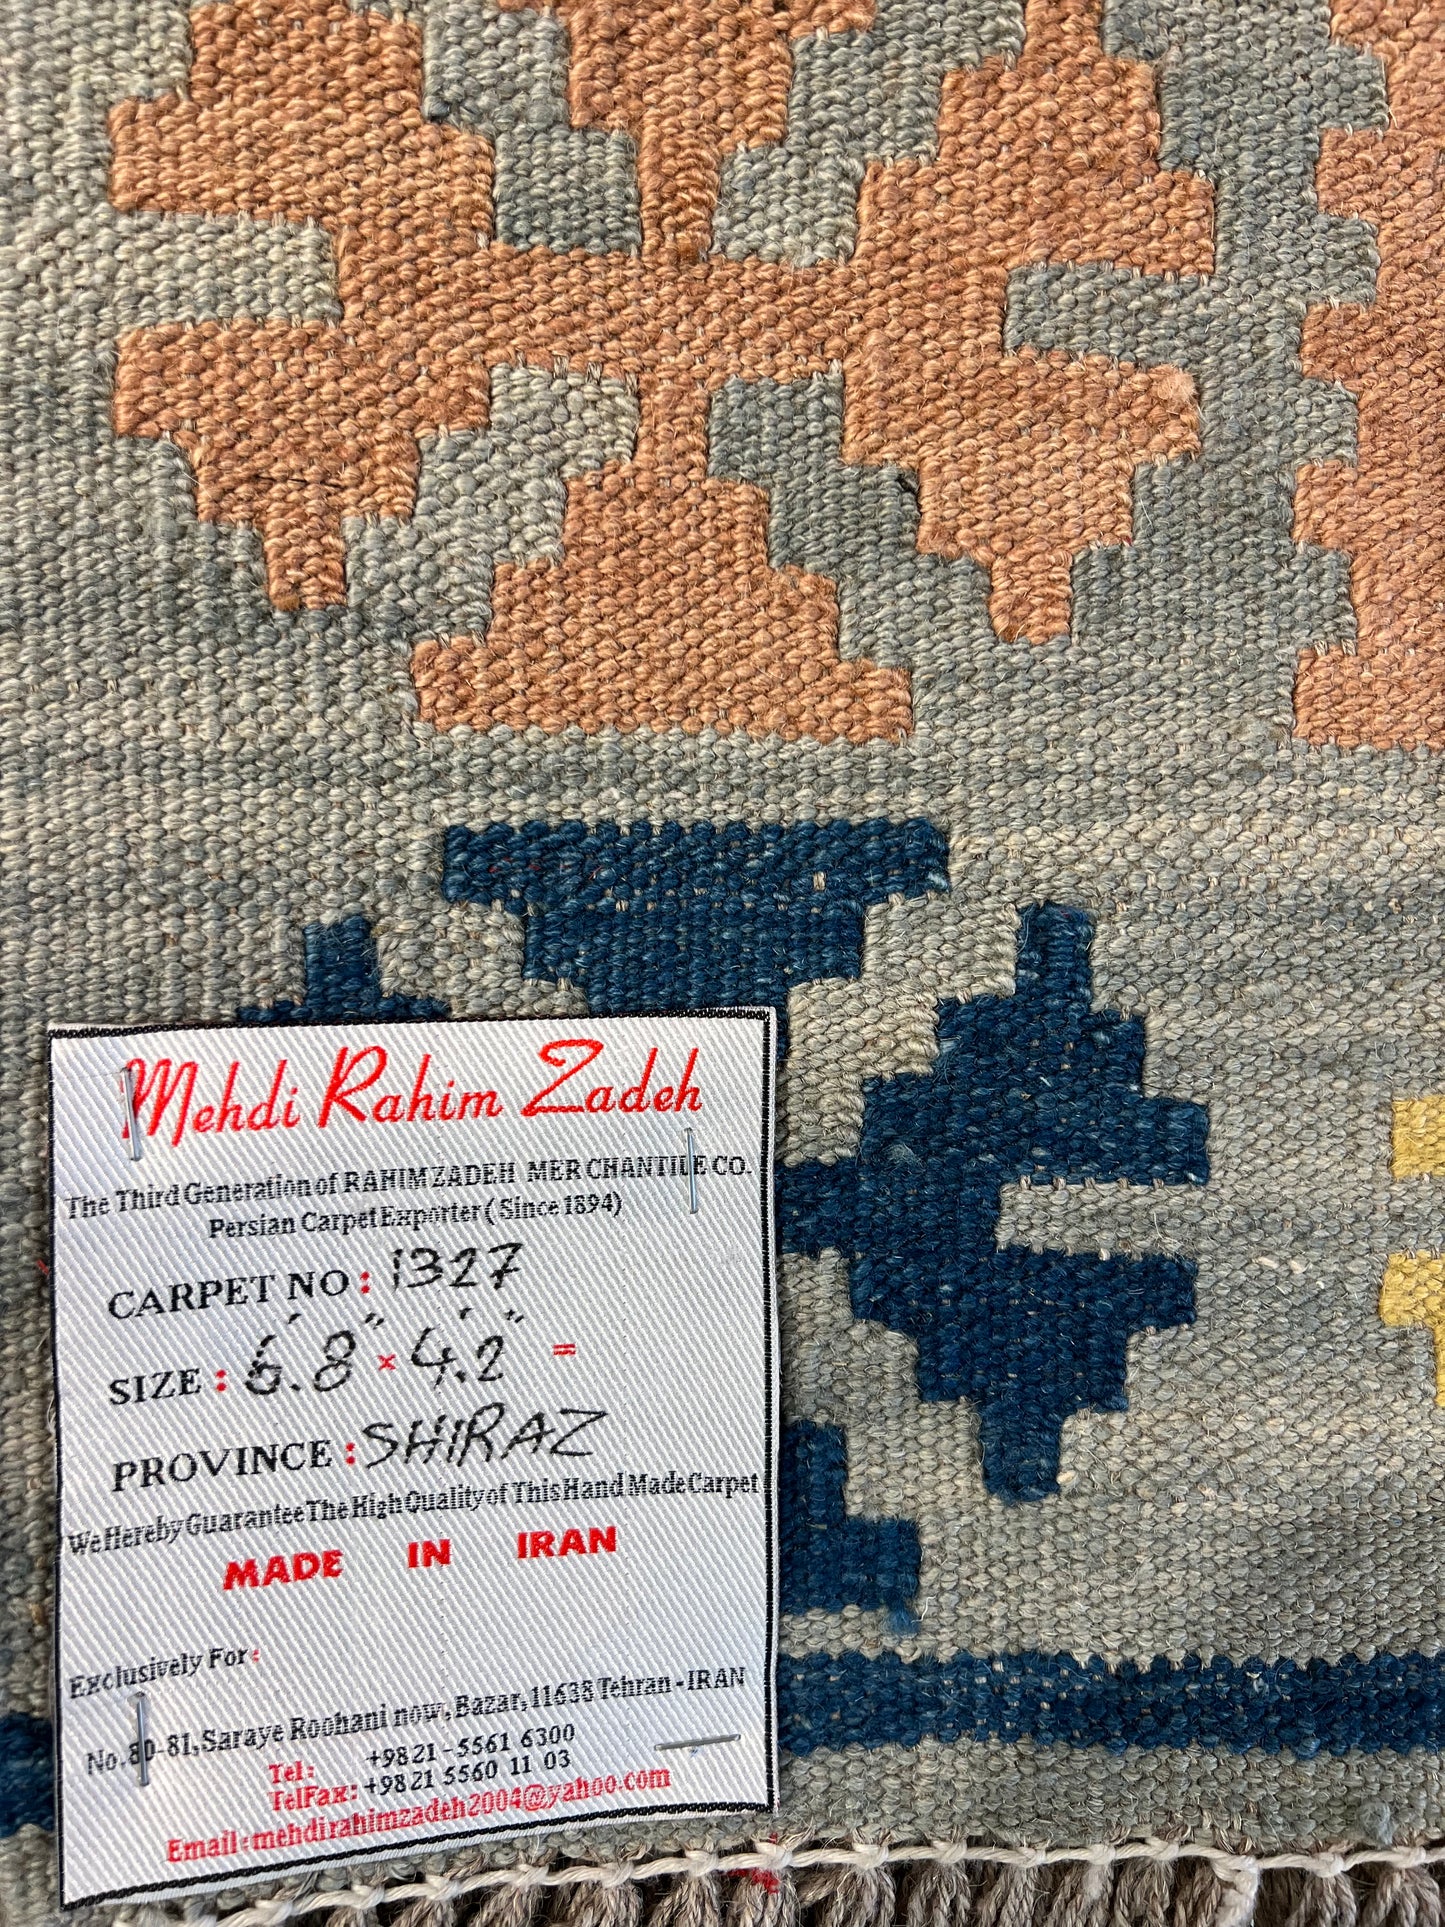 Mehdi Rahim Zadeh
The Third Generation of RAHIMZADEH MERCHANTILE CO.
Persian Carpet Exporter (Since 1894)
CARPET NO: 1327
SIZE: 6'.8" × 4'.2" =
PROVINCE: SHIRAZ
We Hereby Guarantee The High Quality of This Hand Made Carpet
MADE IN IRAN
Exclusively For:
No. 80-81, Saraye Roohani now, Bazar, 11638 Tehran - IRAN
Tel: +9821-5561 6300
TelFax: +9821 5560 11 03
Email: mehdirahimzadeh2004@yahoo.com